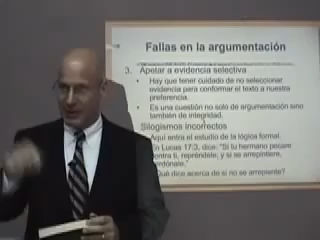 Fallas en la argumentación
3. Apelar a evidencia selectiva
• Hay que tener cuidado de no seleccionar
evidencia para conformar el texto a nuestra
preferencia.
• Es una cuestión no solo de argumentación sino
también de integridad.
Silogismos incorrectos
Aquí entra el estudio de la lógica formal.
En Lucas 17:3, dice: "Si tu hermano pecare
contra ti, repréndele; y si se arrepintiere,
perdónale."
Qué dice acerca de si no se arrepiente?